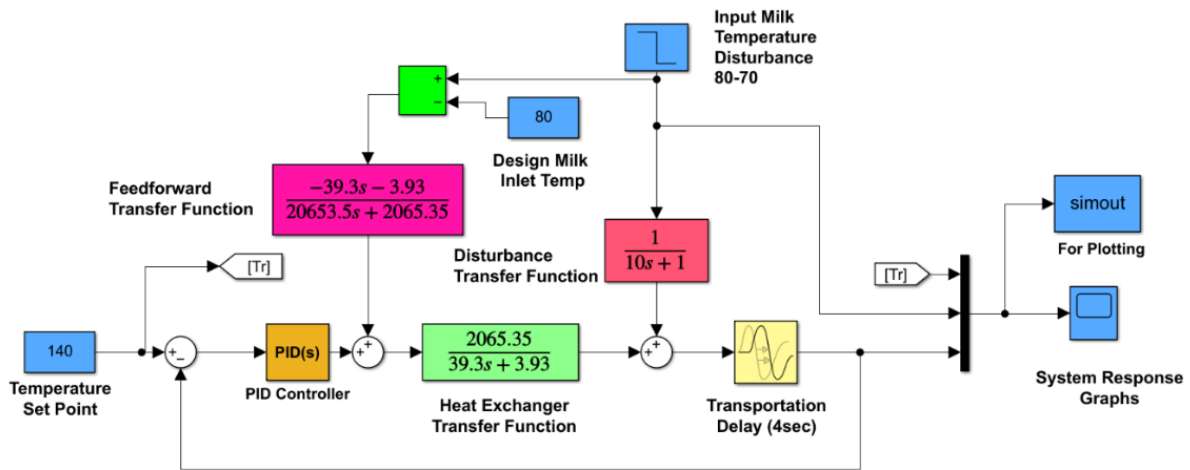 Input Milk
Temperature
Disturbance
80-70
+
−
80
Design Milk
Inlet Temp
Feedforward
Transfer Function
−39.3s − 3.93
20653.5s + 2065.35
simout
For Plotting
Disturbance
Transfer Function
1
10s + 1
[Tr]
[Tr]
140
Temperature
Set Point
+
−
PID(s)
PID Controller
+
+
2065.35
39.3s + 3.93
Heat Exchanger
Transfer Function
+
+
Transportation
Delay (4sec)
System Response
Graphs